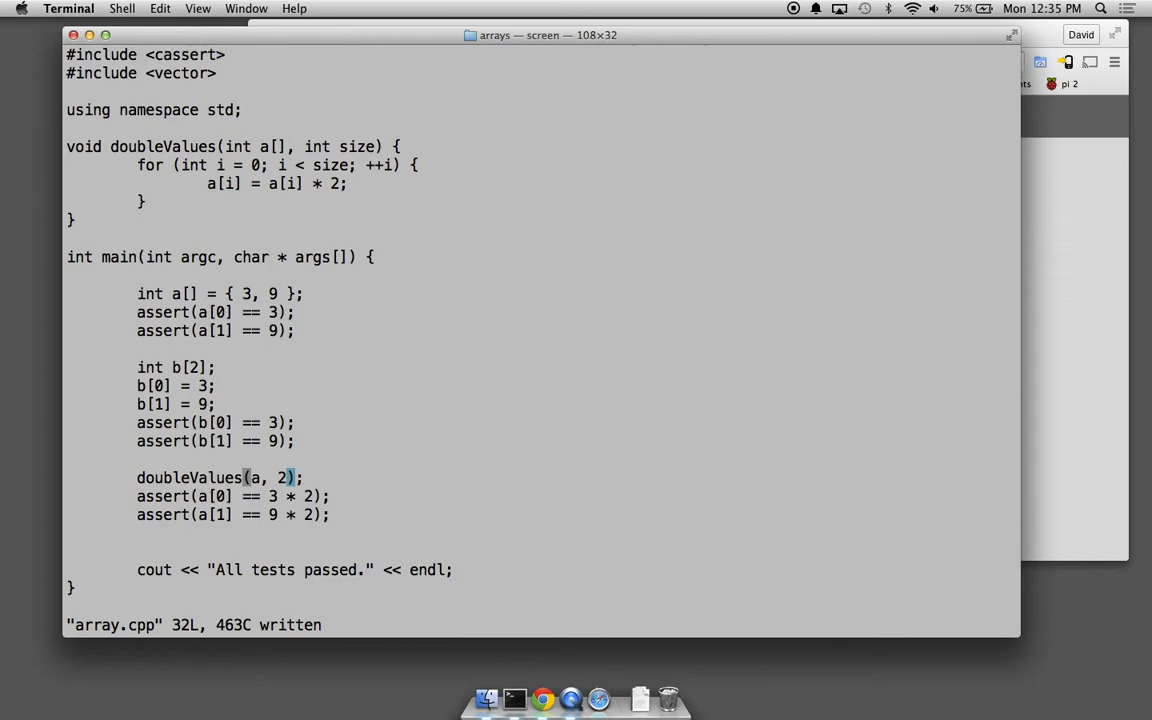 Terminal Shell Edit View Window Help 75% Mon 12:35 PM
arrays — screen — 108×32
David
#include <cassert>
#include <vector>
nts pi 2
using namespace std;
void doubleValues(int a[], int size) {
for (int i = 0; i < size; ++i) {
a[i] = a[i] * 2;
}
}
int main(int argc, char * args[]) {
int a[] = { 3, 9 };
assert(a[0] == 3);
assert(a[1] == 9);
int b[2];
b[0] = 3;
b[1] = 9;
assert(b[0] == 3);
assert(b[1] == 9);
doubleValues(a, 2);
assert(a[0] == 3 * 2);
assert(a[1] == 9 * 2);
cout << "All tests passed." << endl;
}
"array.cpp" 32L, 463C written